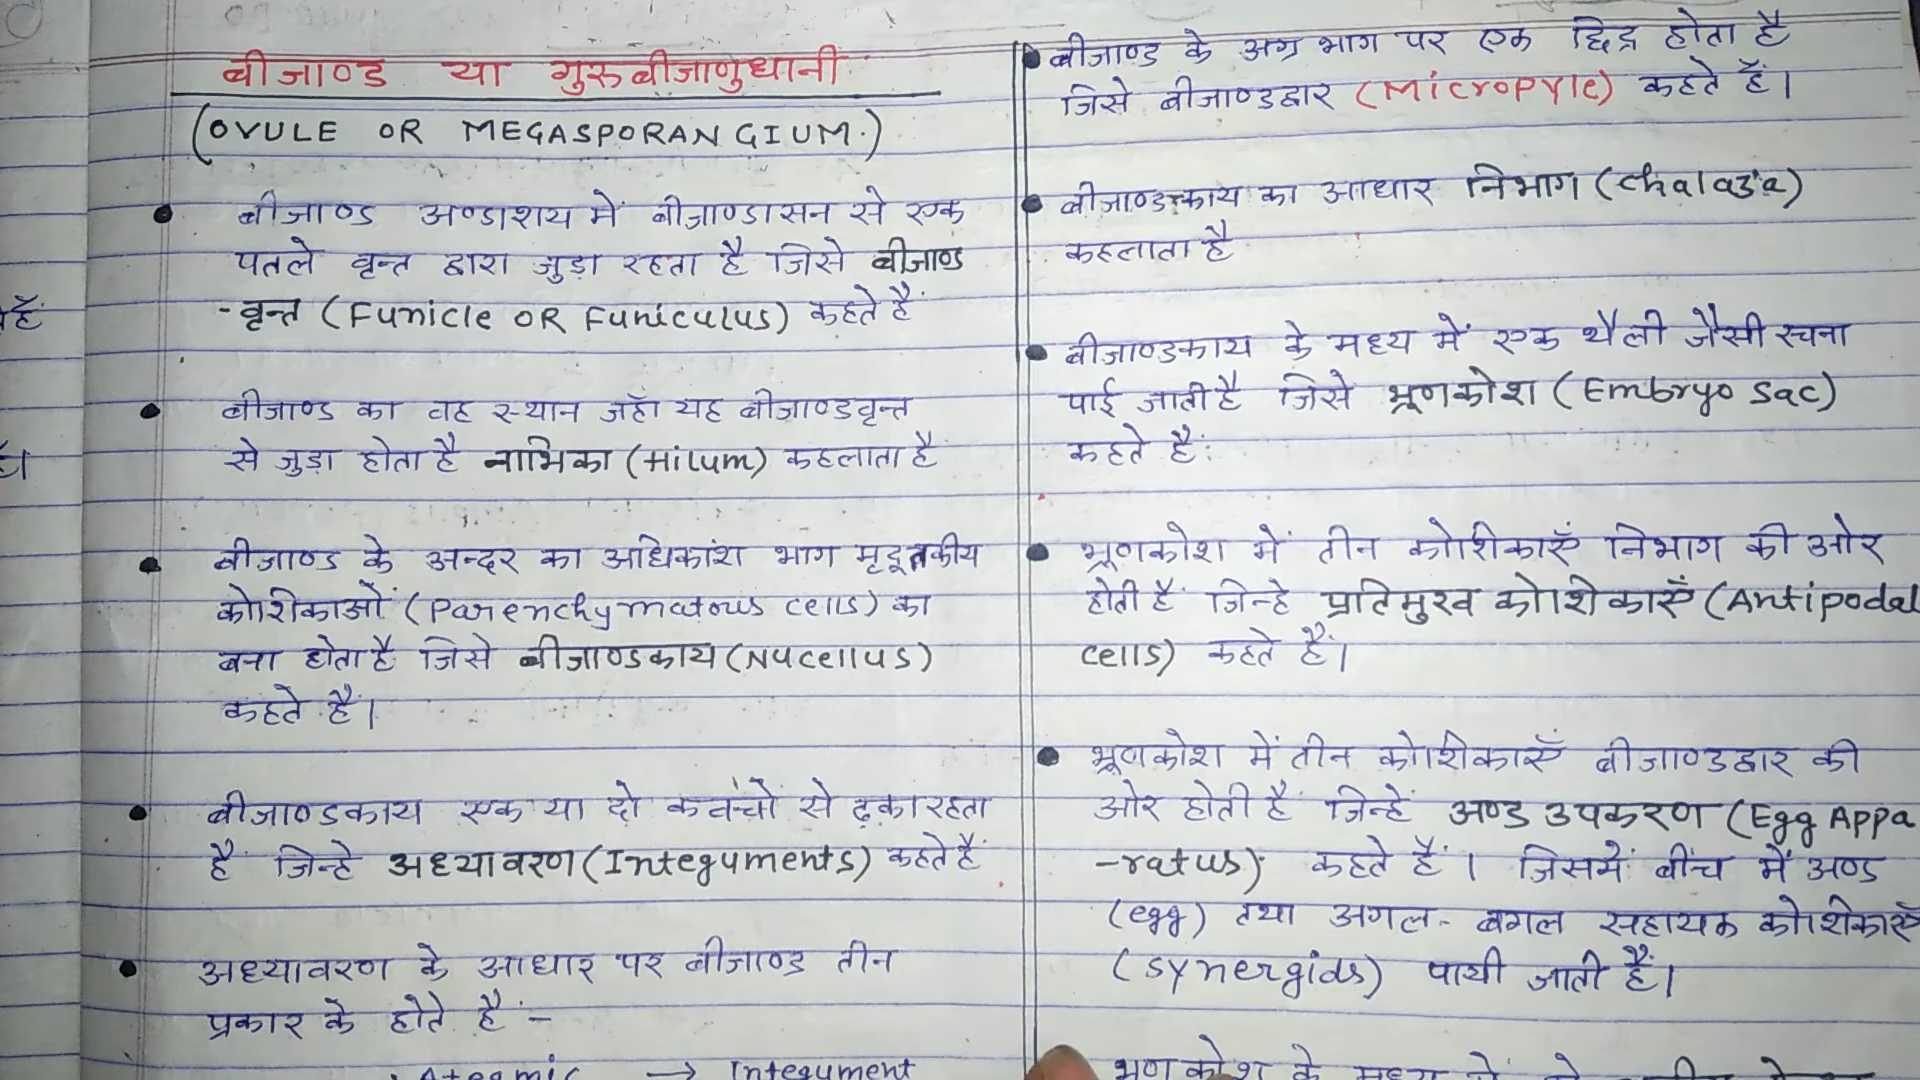 बीजाण्ड या गुरुबीजाणुधानी
(OVULE OR MEGASPORANGIUM.)
• बीजाण्ड अण्डाशय में बीजाण्डासन से एक
पतले वृन्त द्वारा जुड़ा रहता है जिसे बीजाण्ड
-वृन्त (Funicle OR Funiculus) कहते हैं
• बीजाण्ड का वह स्थान जहाँ यह बीजाण्डवृन्त
से जुड़ा होता है नाभिका (Hilum) कहलाता है
• बीजाण्ड के अन्दर का अधिकांश भाग मृदूतकीय
कोशिकाओं (Parenchymatous cells) का
बना होता है जिसे बीजाण्डकाय (Nucellus)
कहते है।
• बीजाण्डकाय एक या दो कवचों से ढ़का रहता
है जिन्हे अध्यावरण (Integuments) कहते हैं
• अध्यावरण के आधार पर बीजाण्ड तीन
प्रकार के होते है :-
Ategmic → Integument
• बीजाण्ड के अग्र भाग पर एक छिद्र होता है
जिसे बीजाण्डद्वार (Micropyle) कहते हैं।
• बीजाण्डकाय का आधार निभाग (chalaza)
कहलाता है
• बीजाण्डकाय के मध्य में एक थैली जैसी रचना
पाई जाती है जिसे भ्रूणकोश (Embryo sac)
कहते है:
• भ्रूणकोश में तीन कोशिकाएँ निभाग की ओर
होती है जिन्हे प्रतिमुख कोशिकाएँ (Antipodal
cells) कहते हैं।
• भ्रूणकोश में तीन कोशिकाएँ बीजाण्डद्वार की
ओर होती है जिन्हें अण्ड उपकरण (Egg Appa
-ratus) कहते हैं। जिसमें बींच में अण्ड
(egg) तथा अगल-बगल सहायक कोशिकाएँ
(synergids) पायी जाती हैं।
भ्रूणकोश के मध्य में
हैं
है।